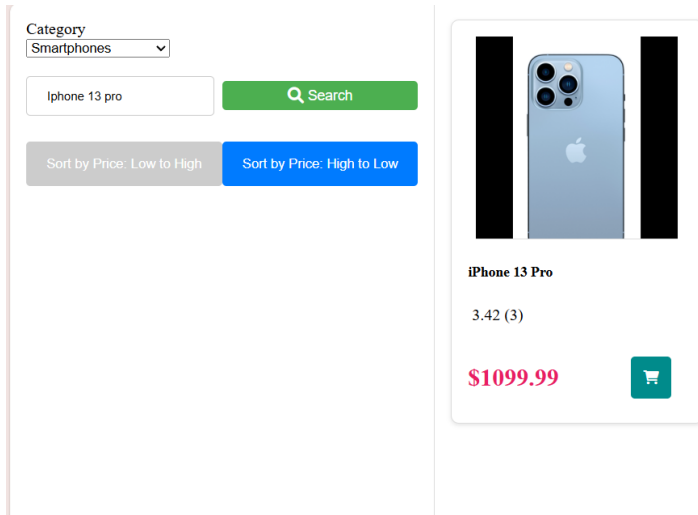 Category
Smartphones
Iphone 13 pro
Search
Sort by Price: Low to High
Sort by Price: High to Low
iPhone 13 Pro
3.42 (3)
$1099.99